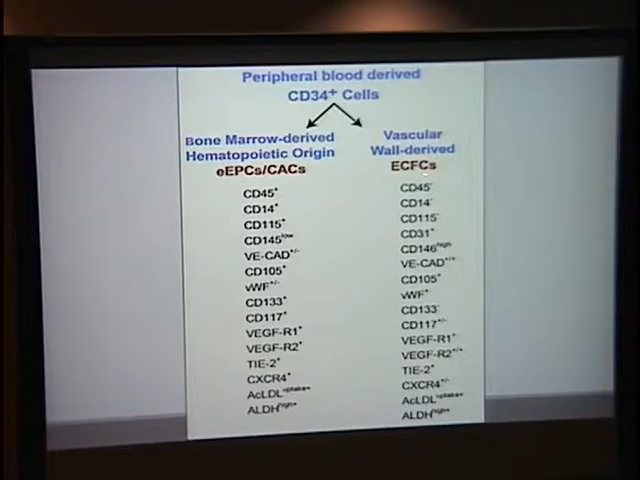 Peripheral blood derived
CD34⁺ Cells
Bone Marrow-derived
Hematopoietic Origin
eEPCs/CACs
CD45⁺
CD14⁺
CD115⁺
CD145ˡᵒʷ
VE-CAD⁺/⁻
CD105⁺
vWF⁺/⁻
CD133⁺
CD117⁺
VEGF-R1⁺
VEGF-R2⁺
TIE-2⁺
CXCR4⁺
AcLDLᵘᵖᵗᵃᵏᵉ⁺
ALDHʰⁱᵍʰ⁺
Vascular
Wall-derived
ECFCs
CD45⁻
CD14⁻
CD115⁻
CD31⁺
CD146ʰⁱᵍʰ
VE-CAD⁺/⁺
CD105⁺
vWF⁺
CD133⁻
CD117⁺/⁻
VEGF-R1⁺
VEGF-R2⁺/⁺
TIE-2⁺
CXCR4⁺/⁻
AcLDLᵘᵖᵗᵃᵏᵉ⁺
ALDHʰⁱᵍʰ⁺